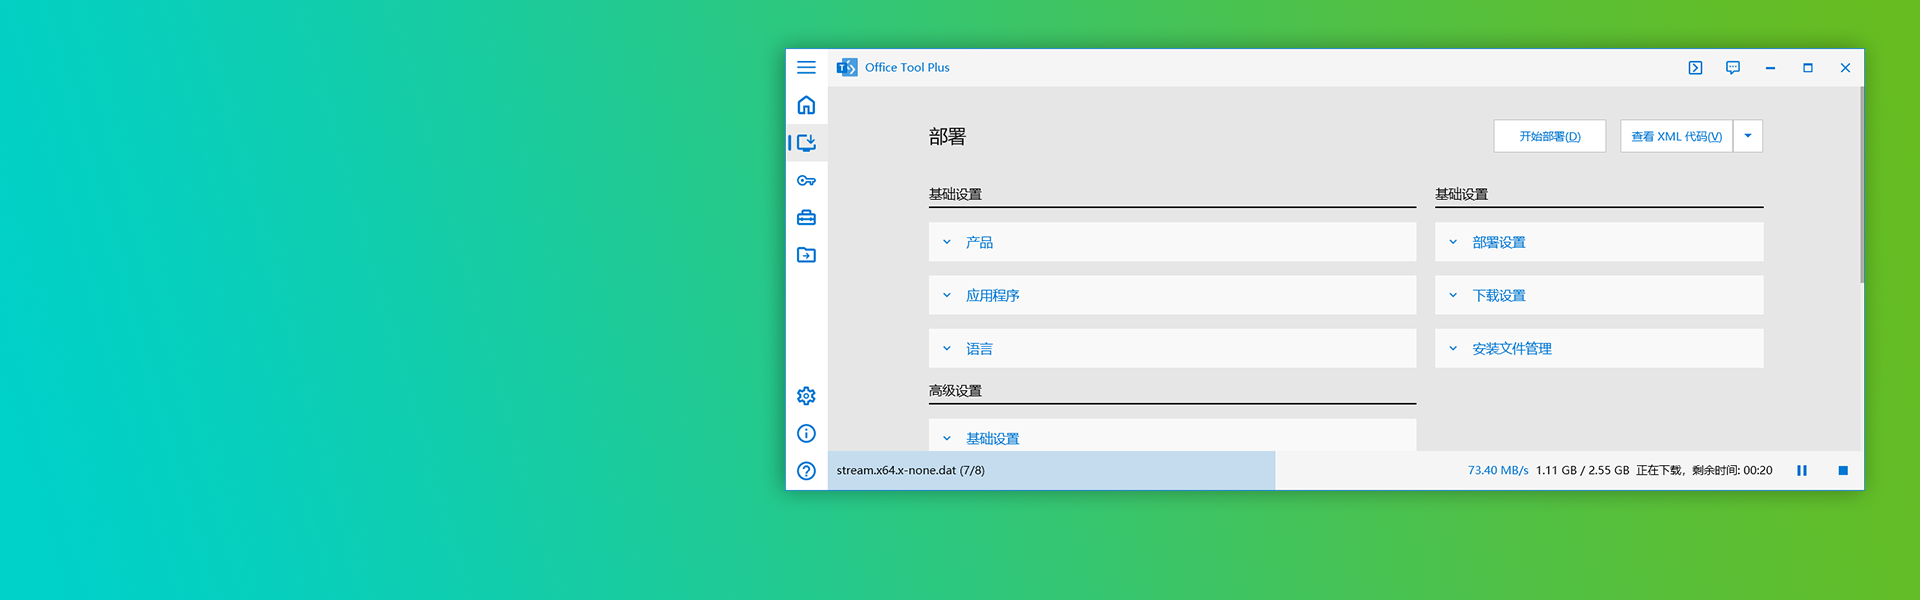 Office Tool Plus
部署
开始部署(D)
查看 XML 代码(V)
基础设置
产品
应用程序
语言
高级设置
基础设置
基础设置
部署设置
下载设置
安装文件管理
stream.x64.x-none.dat (7/8)
73.40 MB/s 1.11 GB / 2.55 GB 正在下载，剩余时间: 00:20